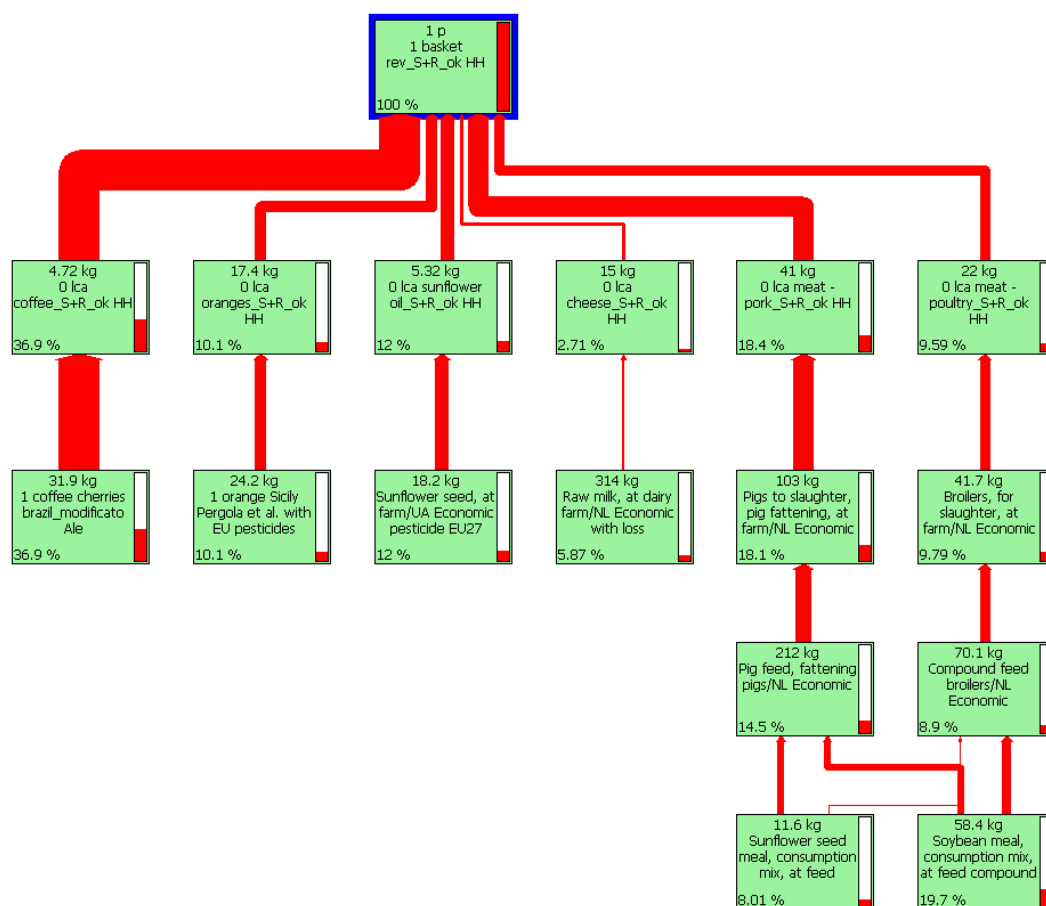 1 p
1 basket
rev_S+R_ok HH
100 %
4.72 kg
0 lca
coffee_S+R_ok HH
36.9 %
17.4 kg
0 lca
oranges_S+R_ok
HH
10.1 %
5.32 kg
0 lca sunflower
oil_S+R_ok HH
12 %
15 kg
0 lca
cheese_S+R_ok
HH
2.71 %
41 kg
0 lca meat -
pork_S+R_ok HH
18.4 %
22 kg
0 lca meat -
poultry_S+R_ok
HH
9.59 %
31.9 kg
1 coffee cherries
brazil_modificato
Ale
36.9 %
24.2 kg
1 orange Sicily
Pergola et al. with
EU pesticides
10.1 %
18.2 kg
Sunflower seed, at
farm/UA Economic
pesticide EU27
12 %
314 kg
Raw milk, at dairy
farm/NL Economic
with loss
5.87 %
103 kg
Pigs to slaughter,
pig fattening, at
farm/NL Economic
18.1 %
41.7 kg
Broilers, for
slaughter, at
farm/NL Economic
9.79 %
212 kg
Pig feed, fattening
pigs/NL Economic
14.5 %
70.1 kg
Compound feed
broilers/NL
Economic
8.9 %
11.6 kg
Sunflower seed
meal, consumption
mix, at feed
8.01 %
58.4 kg
Soybean meal,
consumption mix,
at feed compound
19.7 %